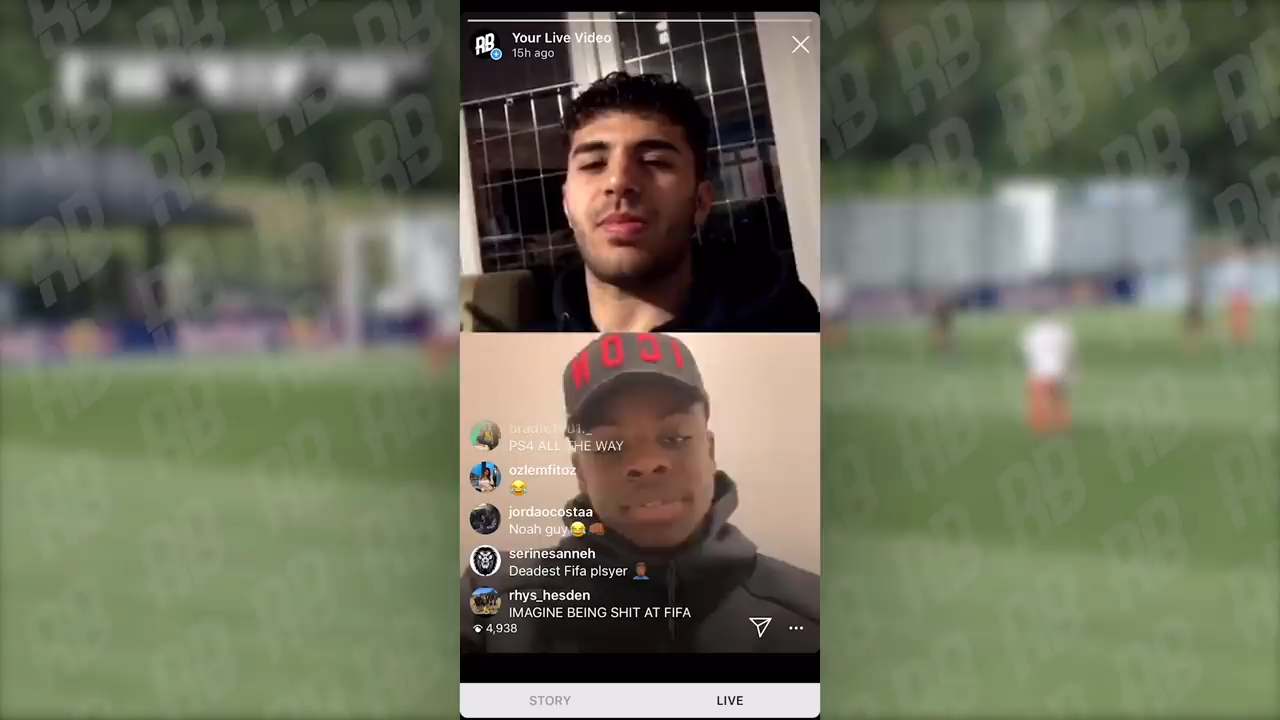 RB
Your Live Video
15h ago
ICON
PS4 ALL THE WAY
ozlemfitoz
😂
jordaocostaa
Noah guy😂👊🏾
serinesanneh
Deadest Fifa plsyer 🤦🏽‍♂️
rhys_hesden
IMAGINE BEING SHIT AT FIFA
4,938
STORY
LIVE